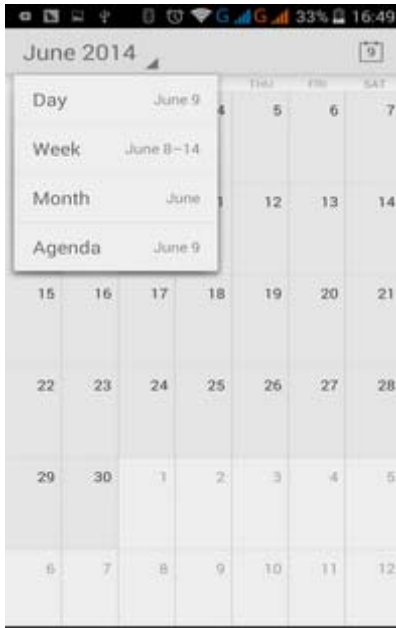 G G 33% 16:49
June 2014 9
THU FRI SAT
Day June 9 4 5 6 7
Week June 8–14
Month June 1 12 13 14
Agenda June 9
15 16 17 18 19 20 21
22 23 24 25 26 27 28
29 30 1 2 3 4 5
6 7 8 9 10 11 12